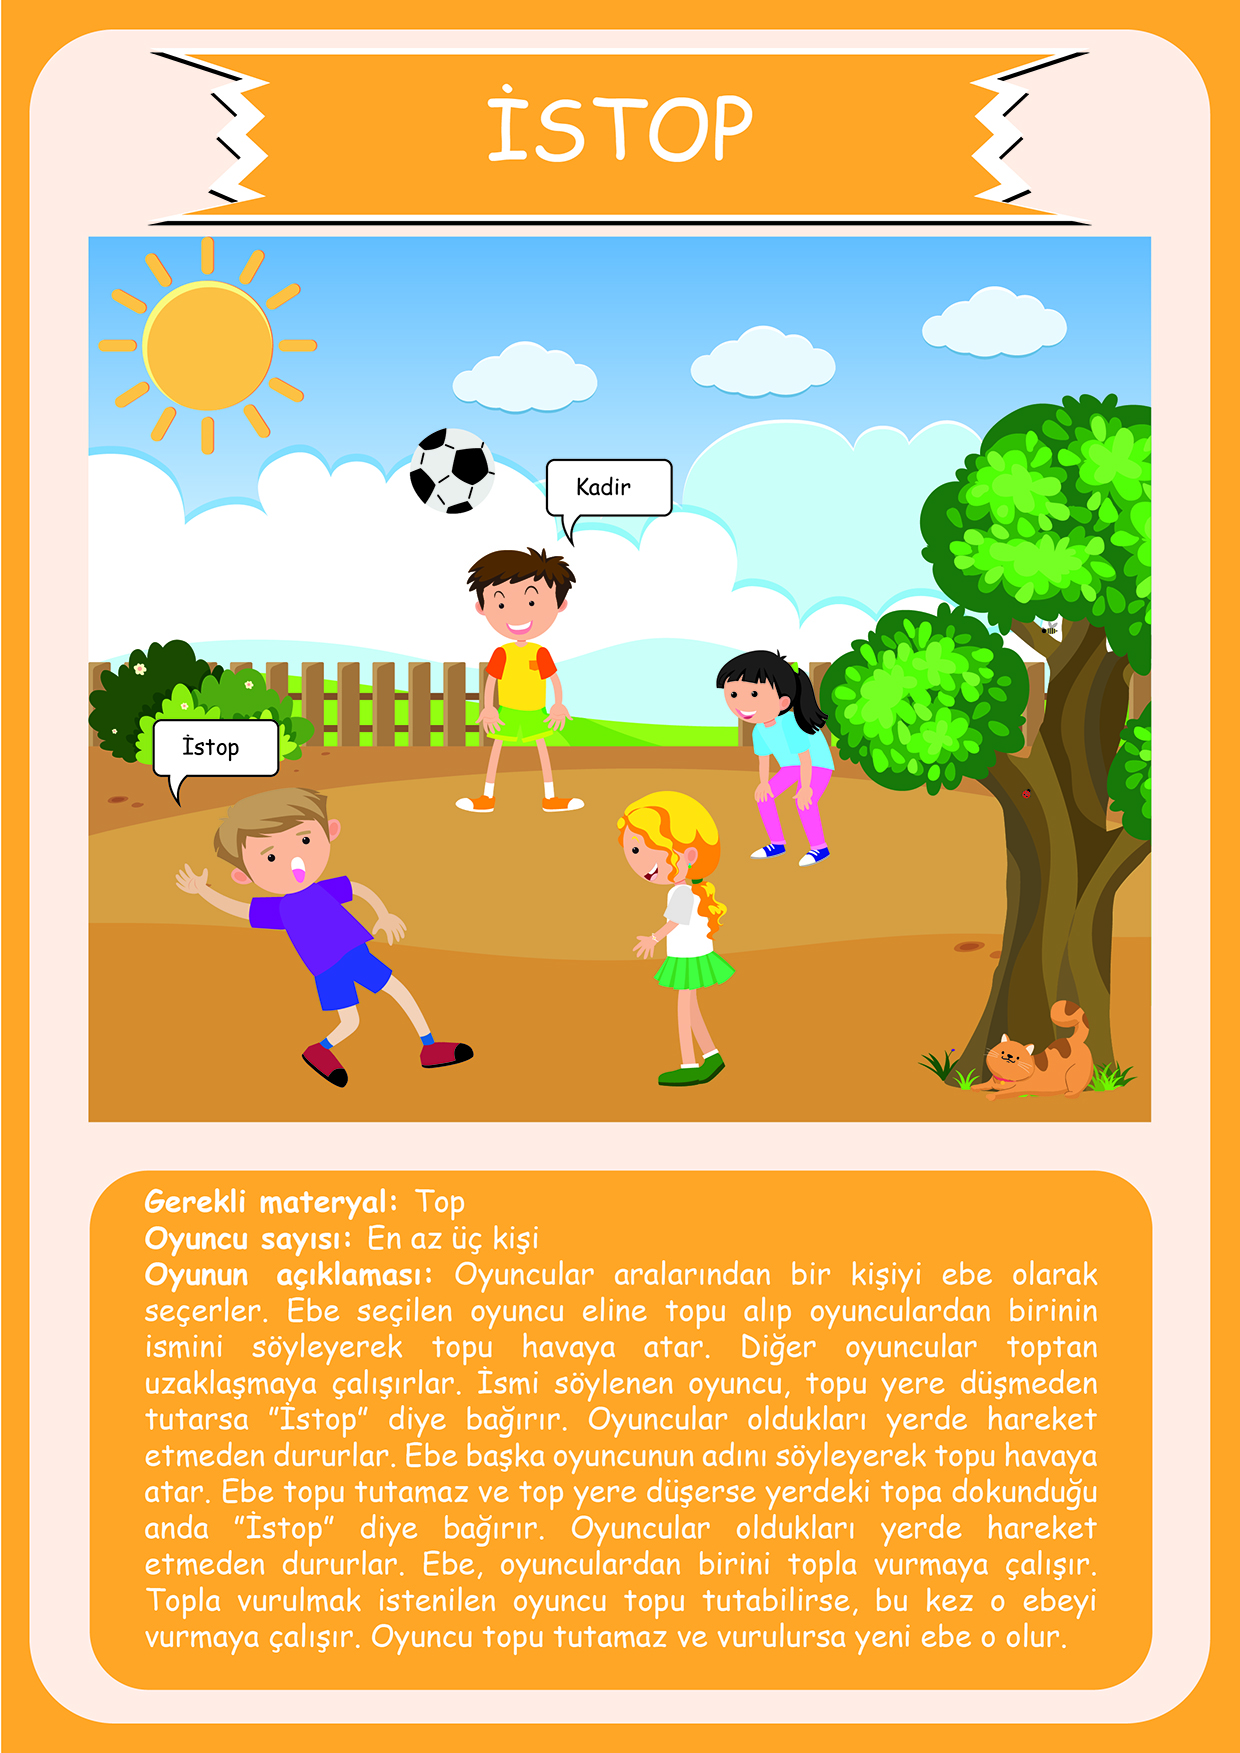 İSTOP
Kadir
İstop
Gerekli materyal: Top
Oyuncu sayısı: En az üç kişi
Oyunun açıklaması: Oyuncular aralarından bir kişiyi ebe olarak
seçerler. Ebe seçilen oyuncu eline topu alıp oyunculardan birinin
ismini söyleyerek topu havaya atar. Diğer oyuncular toptan
uzaklaşmaya çalışırlar. İsmi söylenen oyuncu, topu yere düşmeden
tutarsa ”İstop” diye bağırır. Oyuncular oldukları yerde hareket
etmeden dururlar. Ebe başka oyuncunun adını söyleyerek topu havaya
atar. Ebe topu tutamaz ve top yere düşerse yerdeki topa dokunduğu
anda ”İstop” diye bağırır. Oyuncular oldukları yerde hareket
etmeden dururlar. Ebe, oyunculardan birini topla vurmaya çalışır.
Topla vurulmak istenilen oyuncu topu tutabilirse, bu kez o ebeyi
vurmaya çalışır. Oyuncu topu tutamaz ve vurulursa yeni ebe o olur.